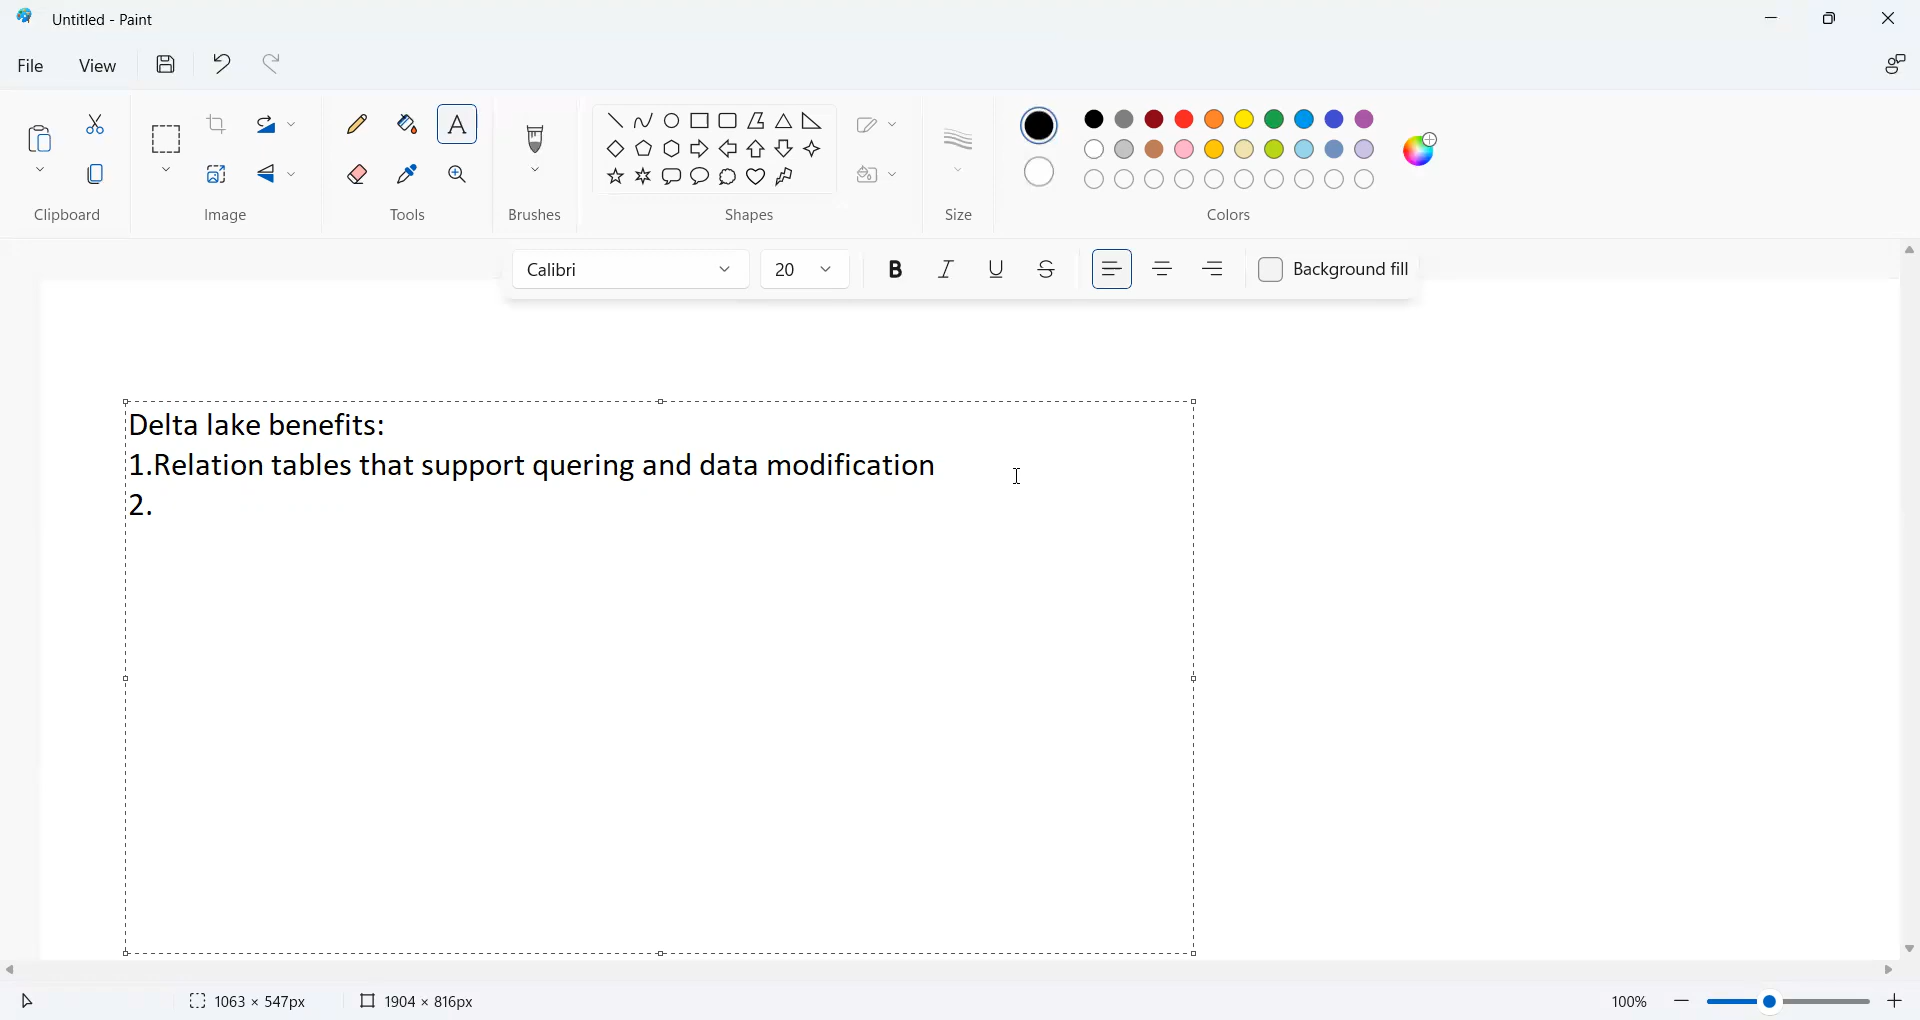 Untitled - Paint
File View
Clipboard Image Tools Brushes Shapes Size Colors
Calibri 20 B I U S Background fill
Delta lake benefits:
1.Relation tables that support quering and data modification
2.
1063 × 547px 1904 × 816px 100%